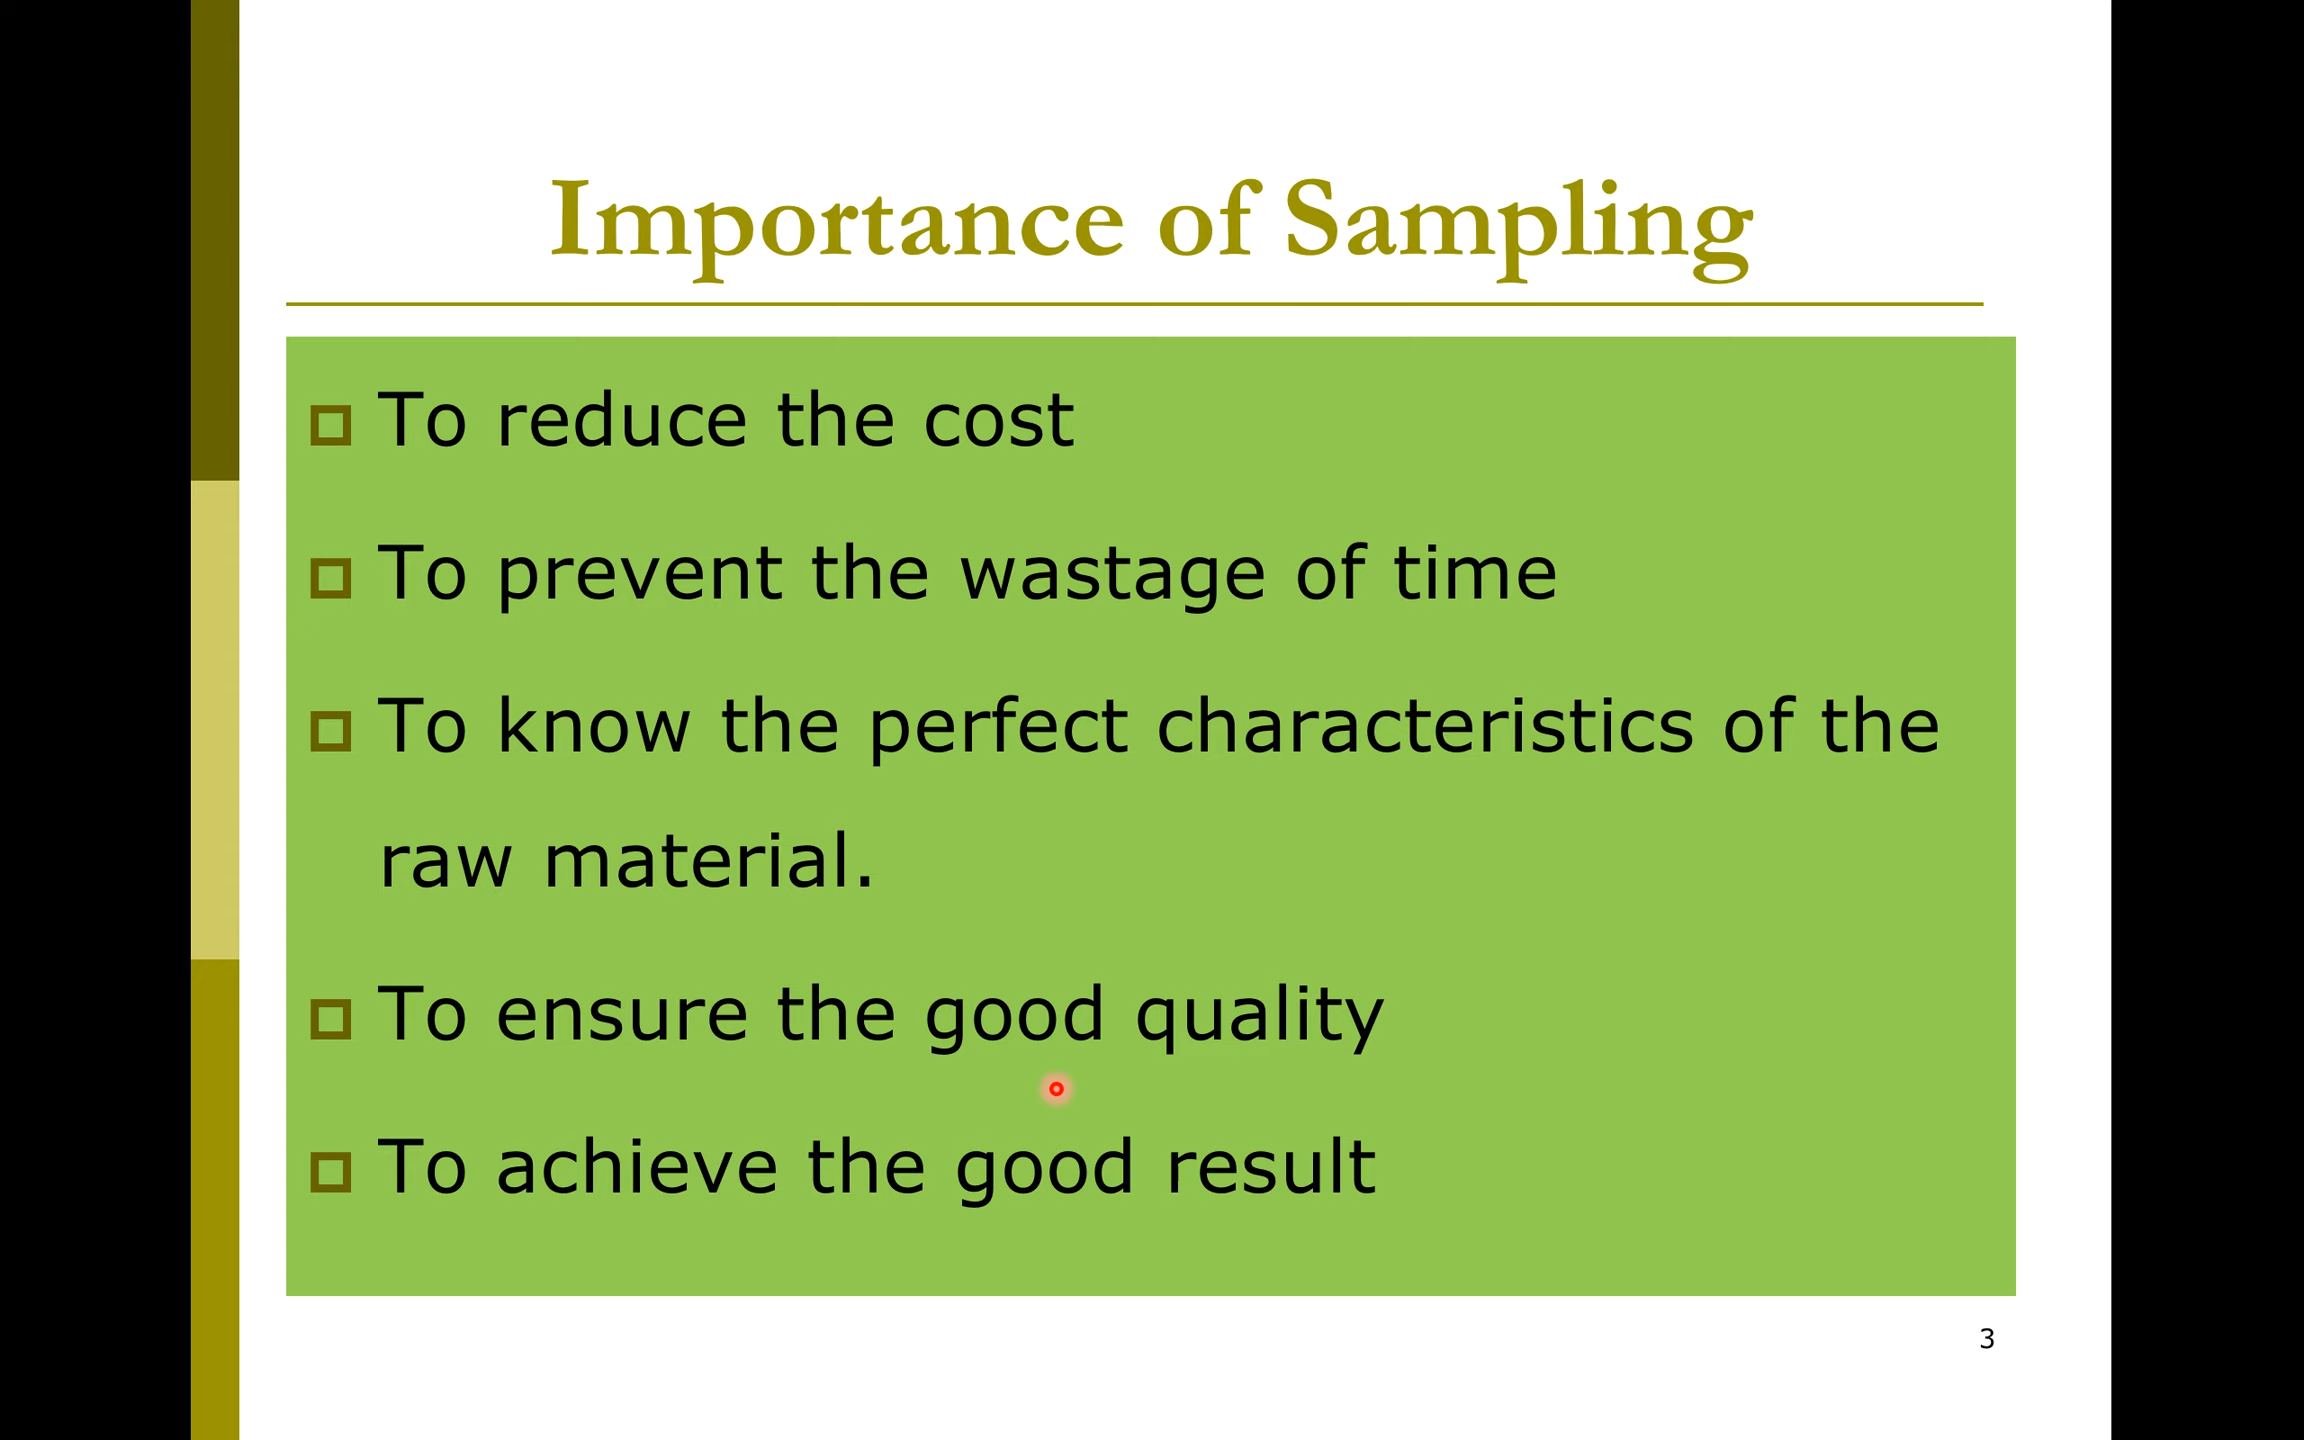 Importance of Sampling
To reduce the cost
To prevent the wastage of time
To know the perfect characteristics of the
raw material.
To ensure the good quality
To achieve the good result
3